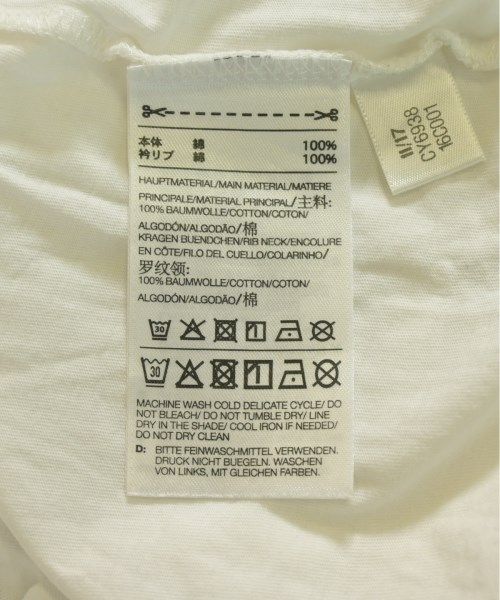 本体 綿 100%
衿リブ 綿 100%
HAUPTMATERIAL/MAIN MATERIAL/MATIERE
PRINCIPALE/MATERIAL PRINCIPAL/主料:
100% BAUMWOLLE/COTTON/COTON/
ALGODÓN/ALGODÃO/棉
KRAGEN BUENDCHEN/RIB NECK/ENCOLURE
EN CÔTE/FILO DEL CUELLO/COLARINHO/
罗纹领:
100% BAUMWOLLE/COTTON/COTON/
ALGODÓN/ALGODÃO/棉
30
30
MACHINE WASH COLD DELICATE CYCLE/ DO
NOT BLEACH/ DO NOT TUMBLE DRY/ LINE
DRY IN THE SHADE/ COOL IRON IF NEEDED/
DO NOT DRY CLEAN
D: BITTE FEINWASCHMITTEL VERWENDEN.
DRUCK NICHT BUEGELN. WASCHEN
VON LINKS, MIT GLEICHEN FARBEN.
11/17
CY6938
16C001